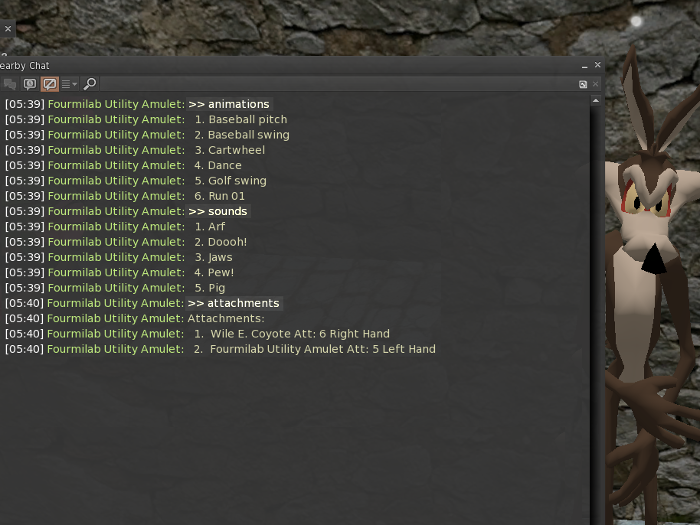 earby Chat
[05:39] Fourmilab Utility Amulet: >> animations
[05:39] Fourmilab Utility Amulet: 1. Baseball pitch
[05:39] Fourmilab Utility Amulet: 2. Baseball swing
[05:39] Fourmilab Utility Amulet: 3. Cartwheel
[05:39] Fourmilab Utility Amulet: 4. Dance
[05:39] Fourmilab Utility Amulet: 5. Golf swing
[05:39] Fourmilab Utility Amulet: 6. Run 01
[05:39] Fourmilab Utility Amulet: >> sounds
[05:39] Fourmilab Utility Amulet: 1. Arf
[05:39] Fourmilab Utility Amulet: 2. Doooh!
[05:39] Fourmilab Utility Amulet: 3. Jaws
[05:39] Fourmilab Utility Amulet: 4. Pew!
[05:39] Fourmilab Utility Amulet: 5. Pig
[05:40] Fourmilab Utility Amulet: >> attachments
[05:40] Fourmilab Utility Amulet: Attachments:
[05:40] Fourmilab Utility Amulet: 1. Wile E. Coyote Att: 6 Right Hand
[05:40] Fourmilab Utility Amulet: 2. Fourmilab Utility Amulet Att: 5 Left Hand